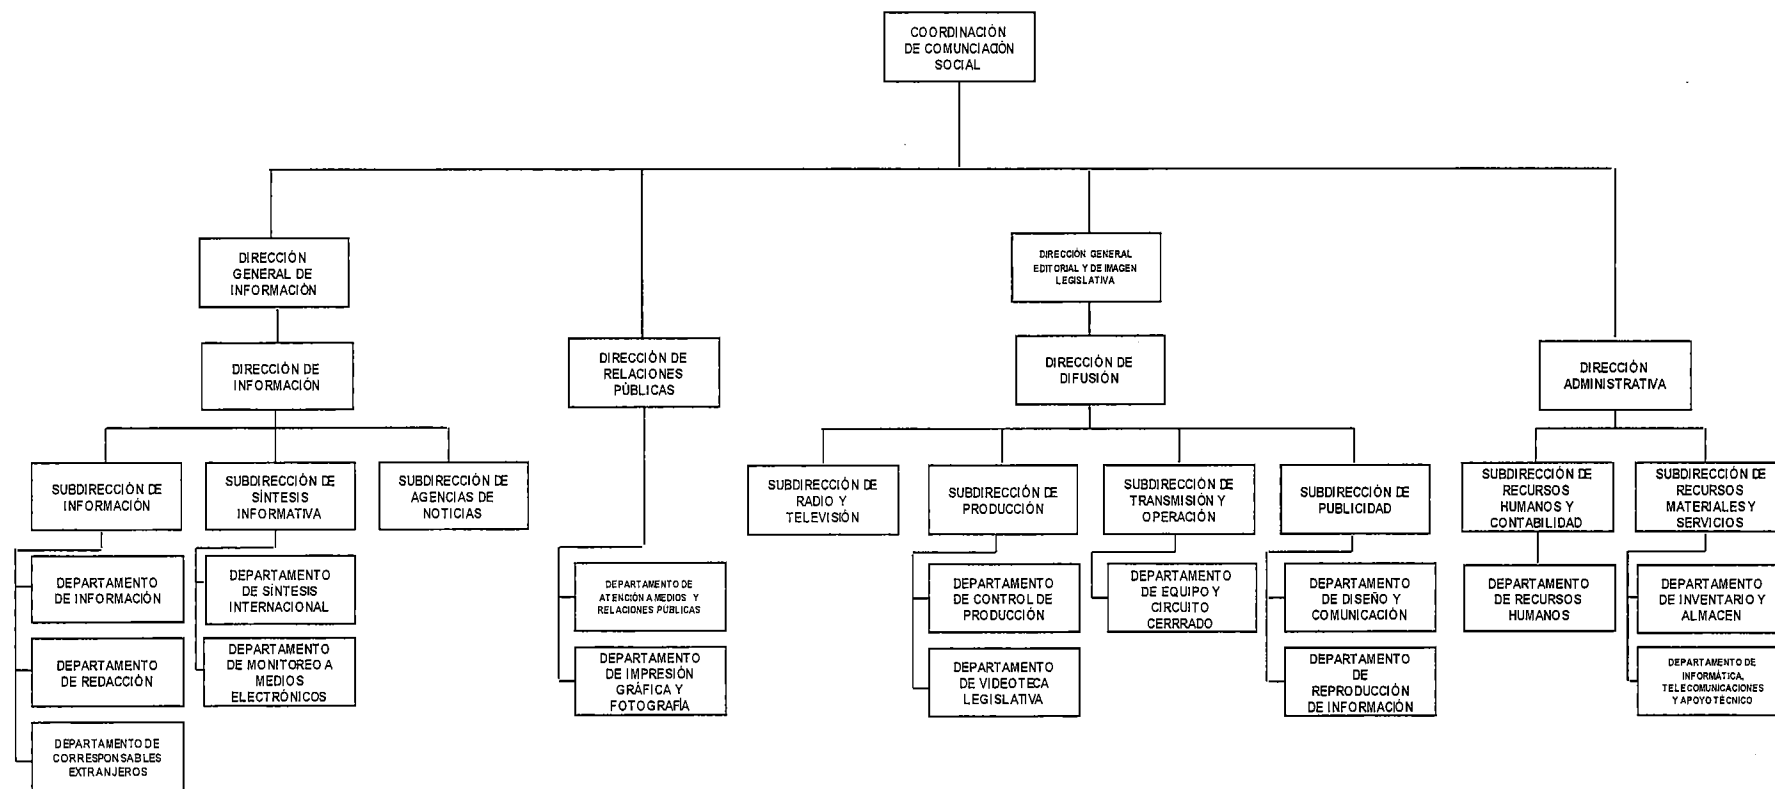 COORDINACIÓN
DE COMUNCIACIÓN
SOCIAL
DIRECCIÓN
GENERAL DE
INFORMACIÓN
DIRECCIÓN GENERAL
EDITORIAL Y DE IMAGEN
LEGISLATIVA
DIRECCIÓN DE
INFORMACIÓN
DIRECCIÓN DE
RELACIONES
PÚBLICAS
DIRECCIÓN DE
DIFUSIÓN
DIRECCIÓN
ADMINISTRATIVA
SUBDIRECCIÓN DE
INFORMACIÓN
SUBDIRECCIÓN DE
SÍNTESIS
INFORMATIVA
SUBDIRECCIÓN DE
AGENCIAS DE
NOTICIAS
SUBDIRECCIÓN DE
RADIO Y
TELEVISIÓN
SUBDIRECCIÓN DE
PRODUCCIÓN
SUBDIRECCIÓN DE
TRANSMISIÓN Y
OPERACIÓN
SUBDIRECCIÓN DE
PUBLICIDAD
SUBDIRECCIÓN DE
RECURSOS
HUMANOS Y
CONTABILIDAD
SUBDIRECCIÓN DE
RECURSOS
MATERIALES Y
SERVICIOS
DEPARTAMENTO
DE INFORMACIÓN
DEPARTAMENTO
DE SÍNTESIS
INTERNACIONAL
DEPARTAMENTO DE
ATENCIÓN A MEDIOS Y
RELACIONES PÚBLICAS
DEPARTAMENTO
DE CONTROL DE
PRODUCCIÓN
DEPARTAMENTO
DE EQUIPO Y
CIRCUITO
CERRRADO
DEPARTAMENTO
DE DISEÑO Y
COMUNICACIÓN
DEPARTAMENTO
DE RECURSOS
HUMANOS
DEPARTAMENTO
DE INVENTARIO Y
ALMACEN
DEPARTAMENTO
DE REDACCIÓN
DEPARTAMENTO
DE MONITOREO A
MEDIOS
ELECTRÓNICOS
DEPARTAMENTO
DE IMPRESIÓN
GRÁFICA Y
FOTOGRAFÍA
DEPARTAMENTO
DE VIDEOTECA
LEGISLATIVA
DEPARTAMENTO
DE
REPRODUCCIÓN
DE INFORMACIÓN
DEPARTAMENTO DE
INFORMÁTICA,
TELECOMUNICACIONES
Y APOYO TÉCNICO
DEPARTAMENTO DE
CORRESPONSABLES
EXTRANJEROS